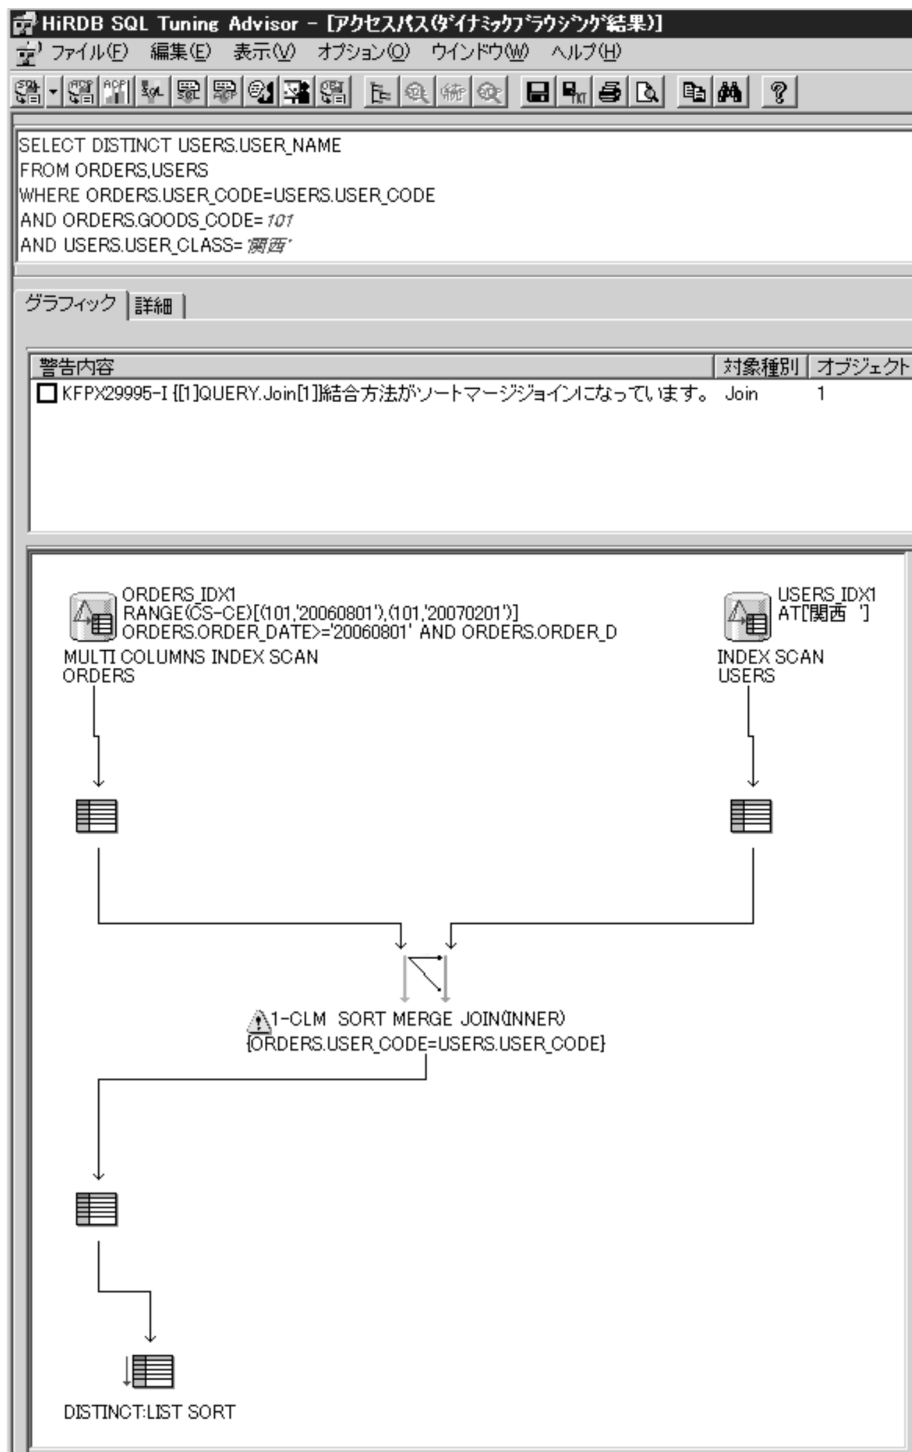 HiRDB SQL Tuning Advisor - [アクセスパス(ﾀﾞｲﾅﾐｯｸﾌﾞﾗｳｼﾞﾝｸﾞ結果)]
ファイル(F) 編集(E) 表示(V) オプション(O) ウインドウ(W) ヘルプ(H)
SELECT DISTINCT USERS.USER_NAME
FROM ORDERS,USERS
WHERE ORDERS.USER_CODE=USERS.USER_CODE
AND ORDERS.GOODS_CODE=101
AND USERS.USER_CLASS='関西'
グラフィック 詳細
警告内容 対象種別 オブジェクト
KFPX29995-I {[1]QUERY.Join[1]}結合方法がソートマージジョインになっています。 Join 1
ORDERS_IDX1
RANGE(CS-CE)[(101,'20060801'),(101,'20070201')]
ORDERS.ORDER_DATE>='20060801' AND ORDERS.ORDER_D
MULTI COLUMNS INDEX SCAN
ORDERS
USERS_IDX1
AT['関西 ']
INDEX SCAN
USERS
1-CLM SORT MERGE JOIN(INNER)
{ORDERS.USER_CODE=USERS.USER_CODE}
DISTINCT:LIST SORT